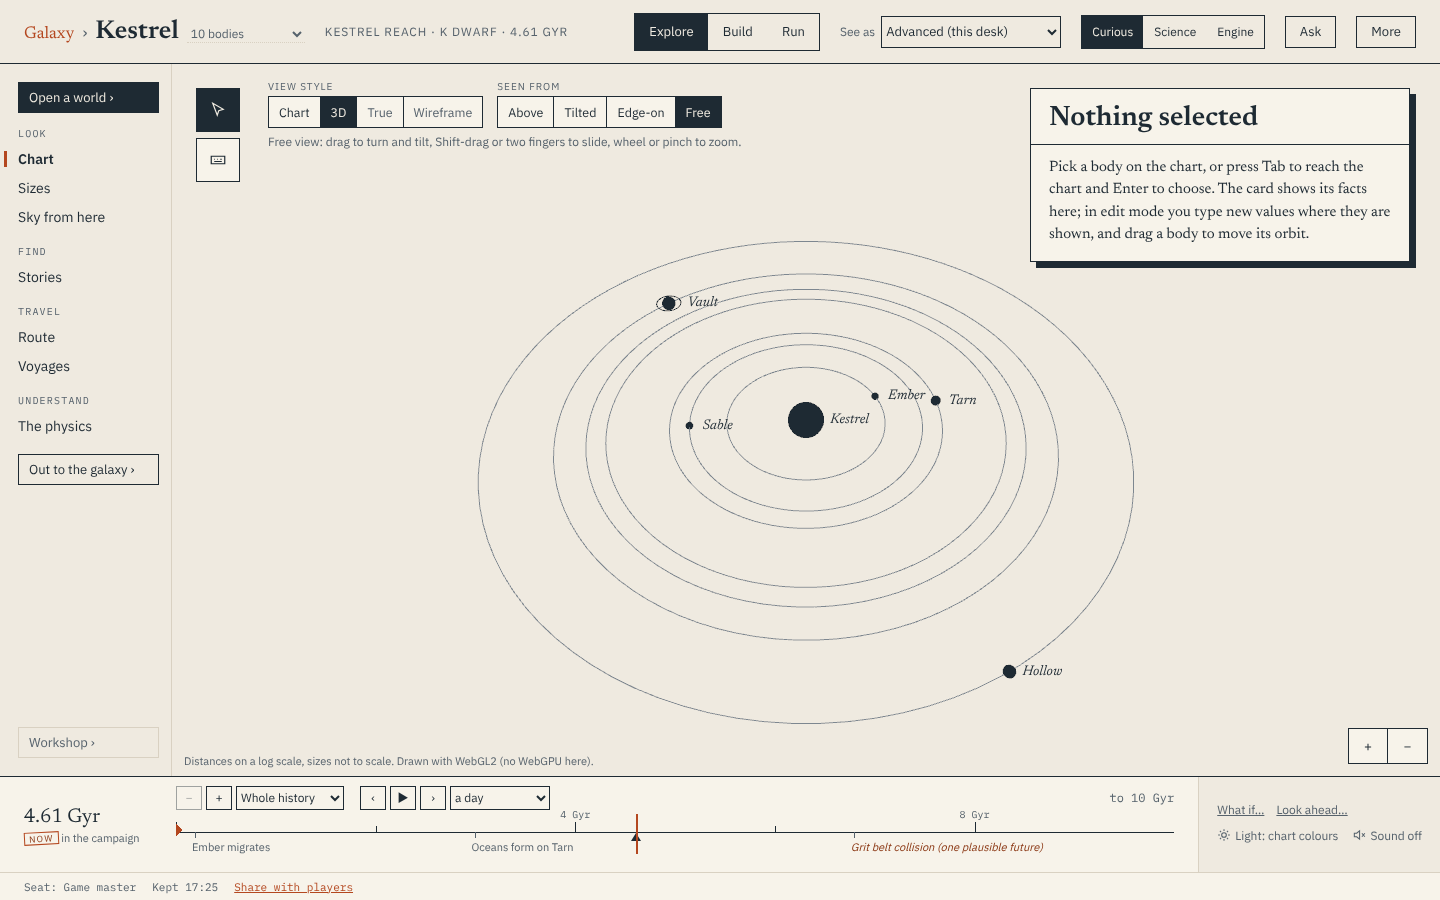 Galaxy › Kestrel 10 bodies KESTREL REACH · K DWARF · 4.61 GYR Explore Build Run See as Advanced (this desk) Curious Science Engine Ask More
Open a world ›
LOOK
Chart
Sizes
Sky from here
FIND
Stories
TRAVEL
Route
Voyages
UNDERSTAND
The physics
Out to the galaxy ›
Workshop ›
VIEW STYLE SEEN FROM
Chart 3D True Wireframe Above Tilted Edge-on Free
Free view: drag to turn and tilt, Shift-drag or two fingers to slide, wheel or pinch to zoom.
Nothing selected
Pick a body on the chart, or press Tab to reach the
chart and Enter to choose. The card shows its facts
here; in edit mode you type new values where they are
shown, and drag a body to move its orbit.
Vault
Ember
Tarn
Kestrel
Sable
Hollow
+ −
Distances on a log scale, sizes not to scale. Drawn with WebGL2 (no WebGPU here).
4.61 Gyr
NOW in the campaign
− + Whole history ‹ ▶ › a day to 10 Gyr
4 Gyr 8 Gyr
Ember migrates Oceans form on Tarn Grit belt collision (one plausible future)
What if... Look ahead...
Light: chart colours Sound off
Seat: Game master Kept 17:25 Share with players